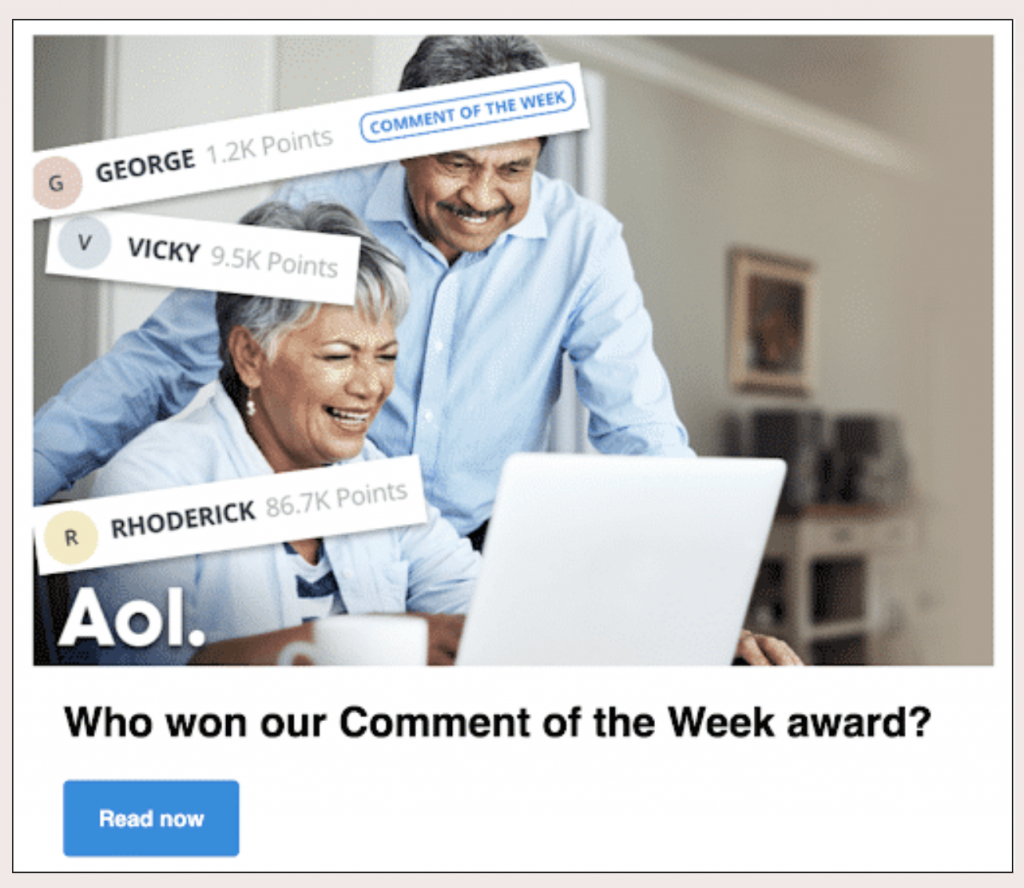 G GEORGE 1.2K Points COMMENT OF THE WEEK
V VICKY 9.5K Points
R RHODERICK 86.7K Points
Aol.
Who won our Comment of the Week award?
Read now